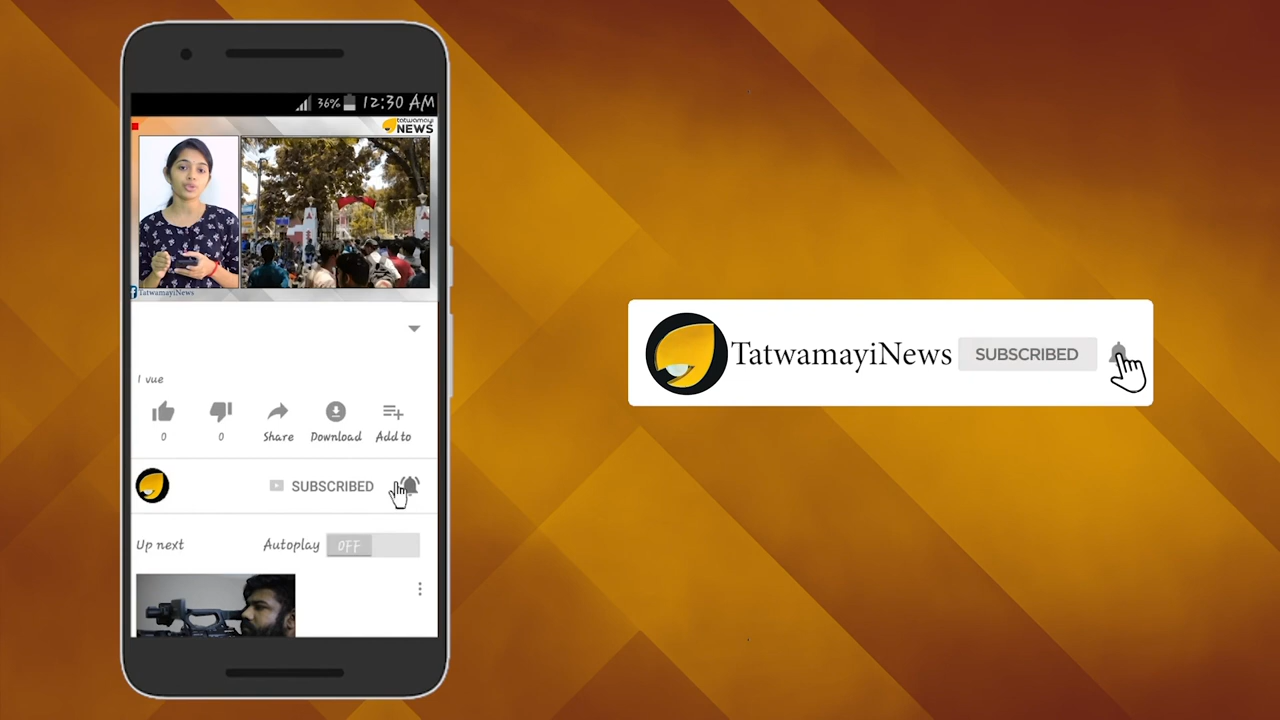 36% 12:30 AM
tatwamayi
NEWS
TatwamayiNews
1 vue
0 0 Share Download Add to
SUBSCRIBED
Up next Autoplay OFF
TatwamayiNews SUBSCRIBED